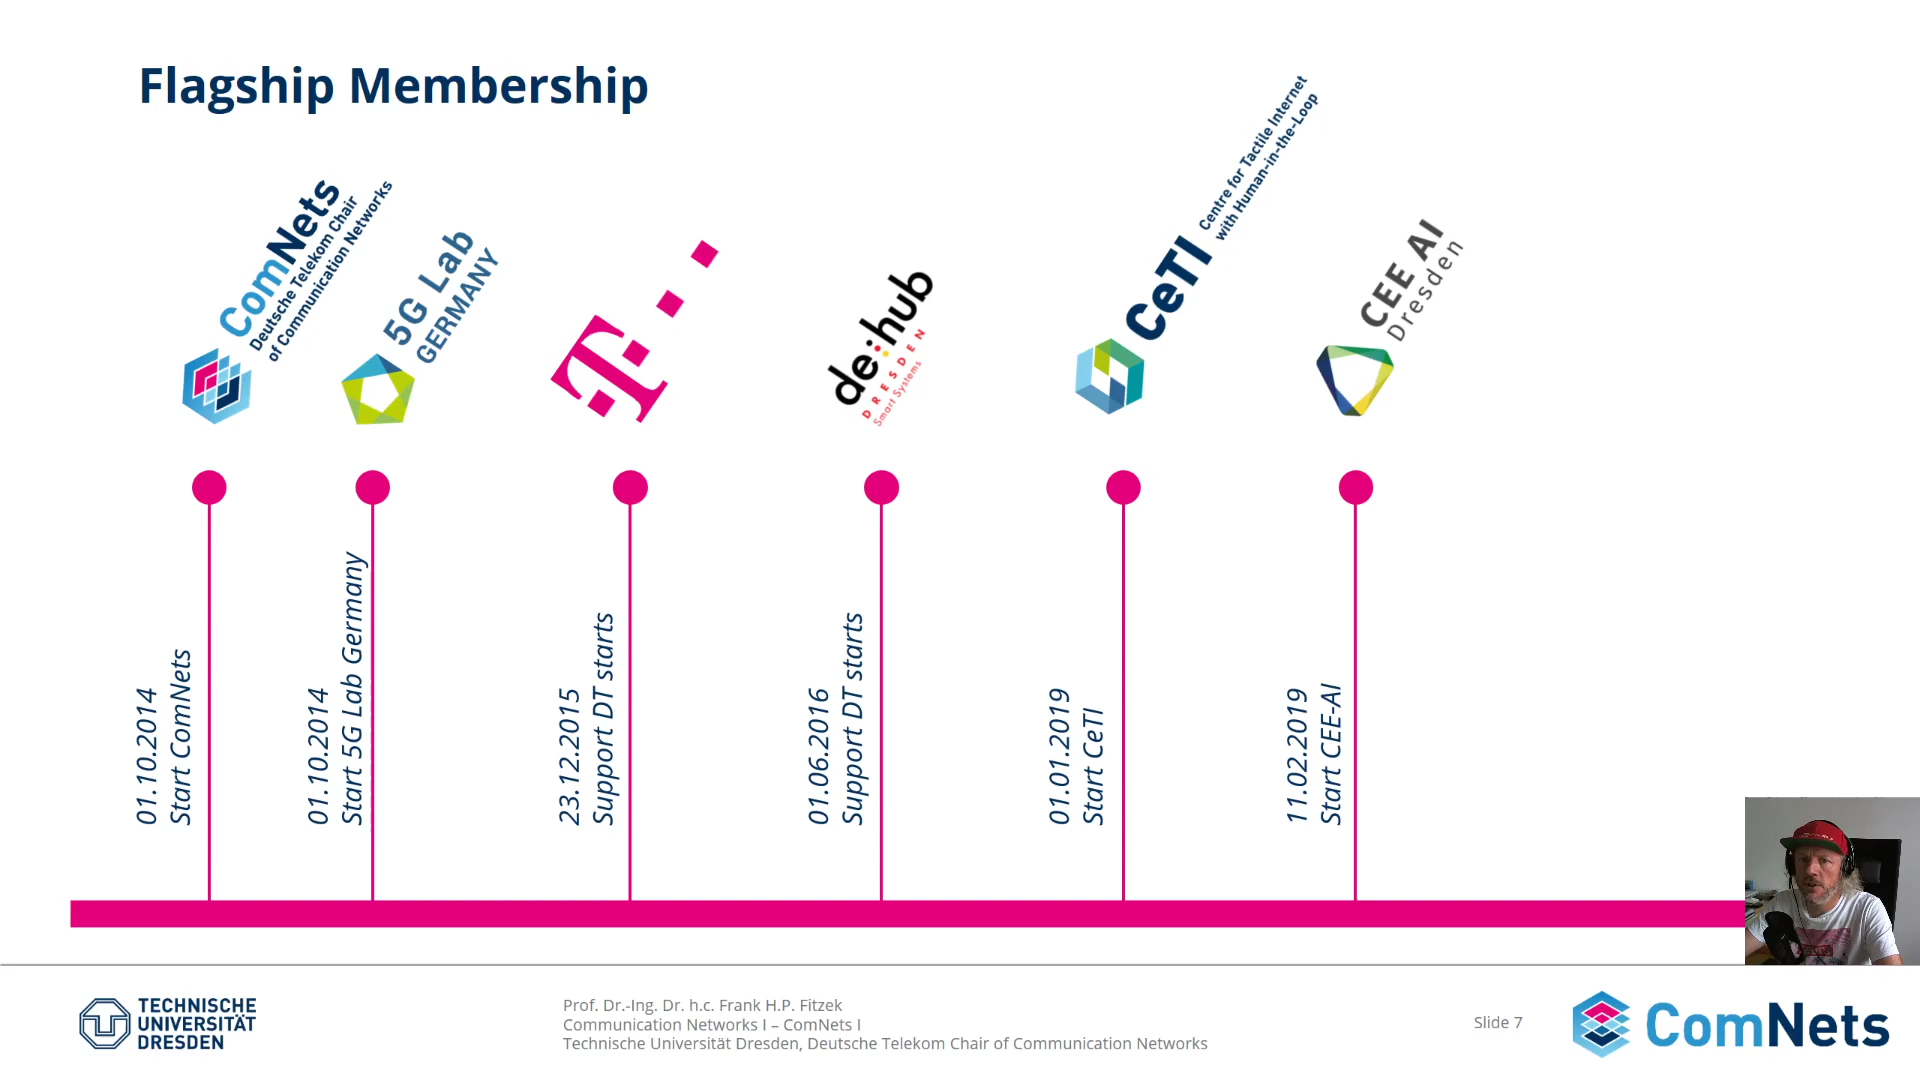 Flagship Membership
ComNets
Deutsche Telekom Chair
of Communication Networks
5G Lab
GERMANY
T
de:hub
DRESDEN
Smart Systems
CeTI
Centre for Tactile Internet
with Human-in-the-Loop
CEE AI
Dresden
01.10.2014
Start ComNets
01.10.2014
Start 5G Lab Germany
23.12.2015
Support DT starts
01.06.2016
Support DT starts
01.01.2019
Start CeTI
11.02.2019
Start CEE-AI
TECHNISCHE
UNIVERSITÄT
DRESDEN
Prof. Dr.-Ing. Dr. h.c. Frank H.P. Fitzek
Communication Networks I – ComNets I
Technische Universität Dresden, Deutsche Telekom Chair of Communication Networks
Slide 7
ComNets